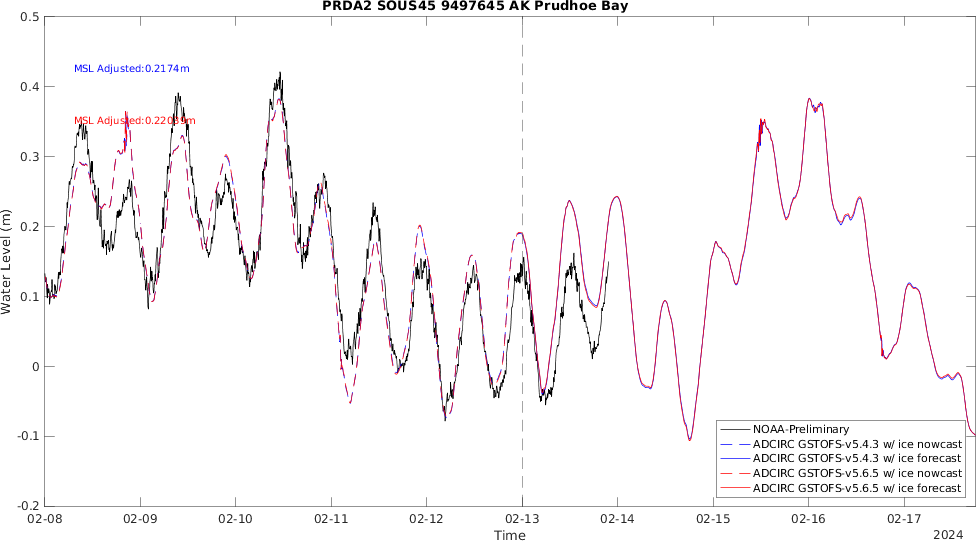 PRDA2 SOUS45 9497645 AK Prudhoe Bay
0.5
0.4
0.3
0.2
0.1
0
-0.1
-0.2
Water Level (m)
MSL Adjusted:0.2174m
MSL Adjusted:
NOAA-Preliminary
ADCIRC GSTOFS-v5.4.3 w/ ice nowcast
ADCIRC GSTOFS-v5.4.3 w/ ice forecast
ADCIRC GSTOFS-v5.6.5 w/ ice nowcast
ADCIRC GSTOFS-v5.6.5 w/ ice forecast
02-08 02-09 02-10 02-11 02-12 02-13 02-14 02-15 02-16 02-17
Time
2024